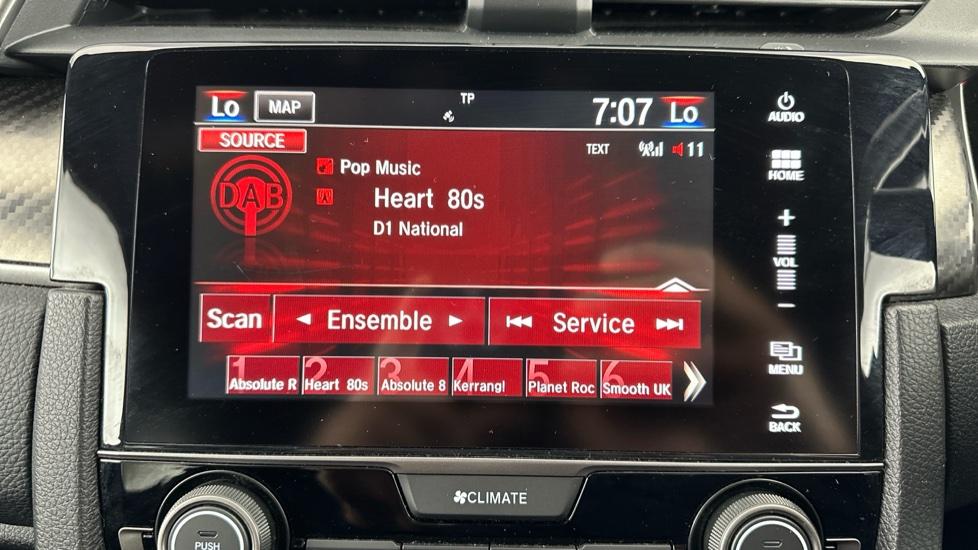 Lo MAP TP 7:07 Lo
SOURCE TEXT 11
DAB
Pop Music
Heart 80s
D1 National
Scan Ensemble Service
1 Absolute R 2 Heart 80s 3 Absolute 8 4 Kerrang! 5 Planet Roc 6 Smooth UK
AUDIO
HOME
+
VOL
−
MENU
BACK
CLIMATE
PUSH